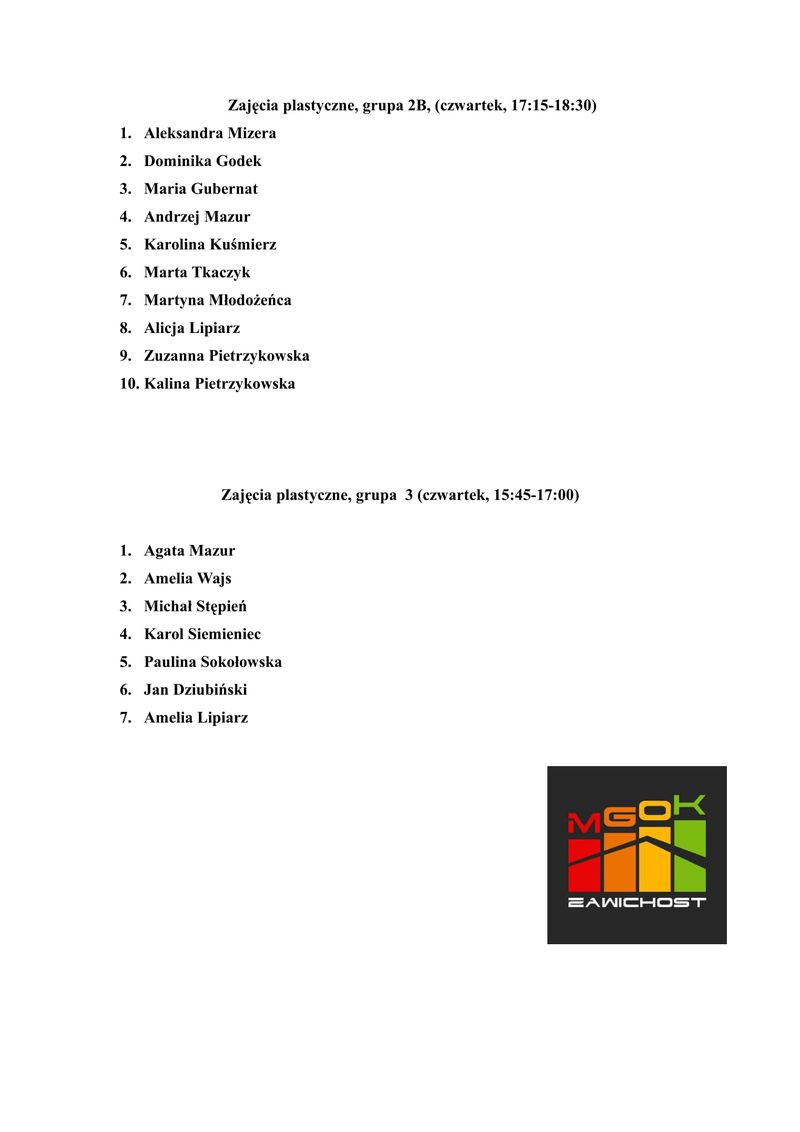 Zajęcia plastyczne, grupa 2B, (czwartek, 17:15-18:30)
1. Aleksandra Mizera
2. Dominika Godek
3. Maria Gubernat
4. Andrzej Mazur
5. Karolina Kuśmierz
6. Marta Tkaczyk
7. Martyna Młodożeńca
8. Alicja Lipiarz
9. Zuzanna Pietrzykowska
10. Kalina Pietrzykowska
Zajęcia plastyczne, grupa 3 (czwartek, 15:45-17:00)
1. Agata Mazur
2. Amelia Wajs
3. Michał Stępień
4. Karol Siemieniec
5. Paulina Sokołowska
6. Jan Dziubiński
7. Amelia Lipiarz
MGOK
ZAWICHOST